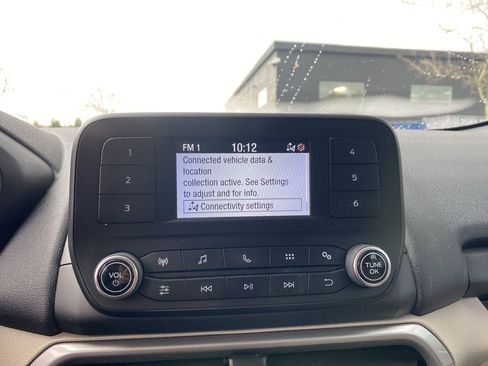 FM 1 10:12
Connected vehicle data &
location
collection active. See Settings
to adjust and for info.
Connectivity settings
1
2
3
4
5
6
VOL
TUNE
OK